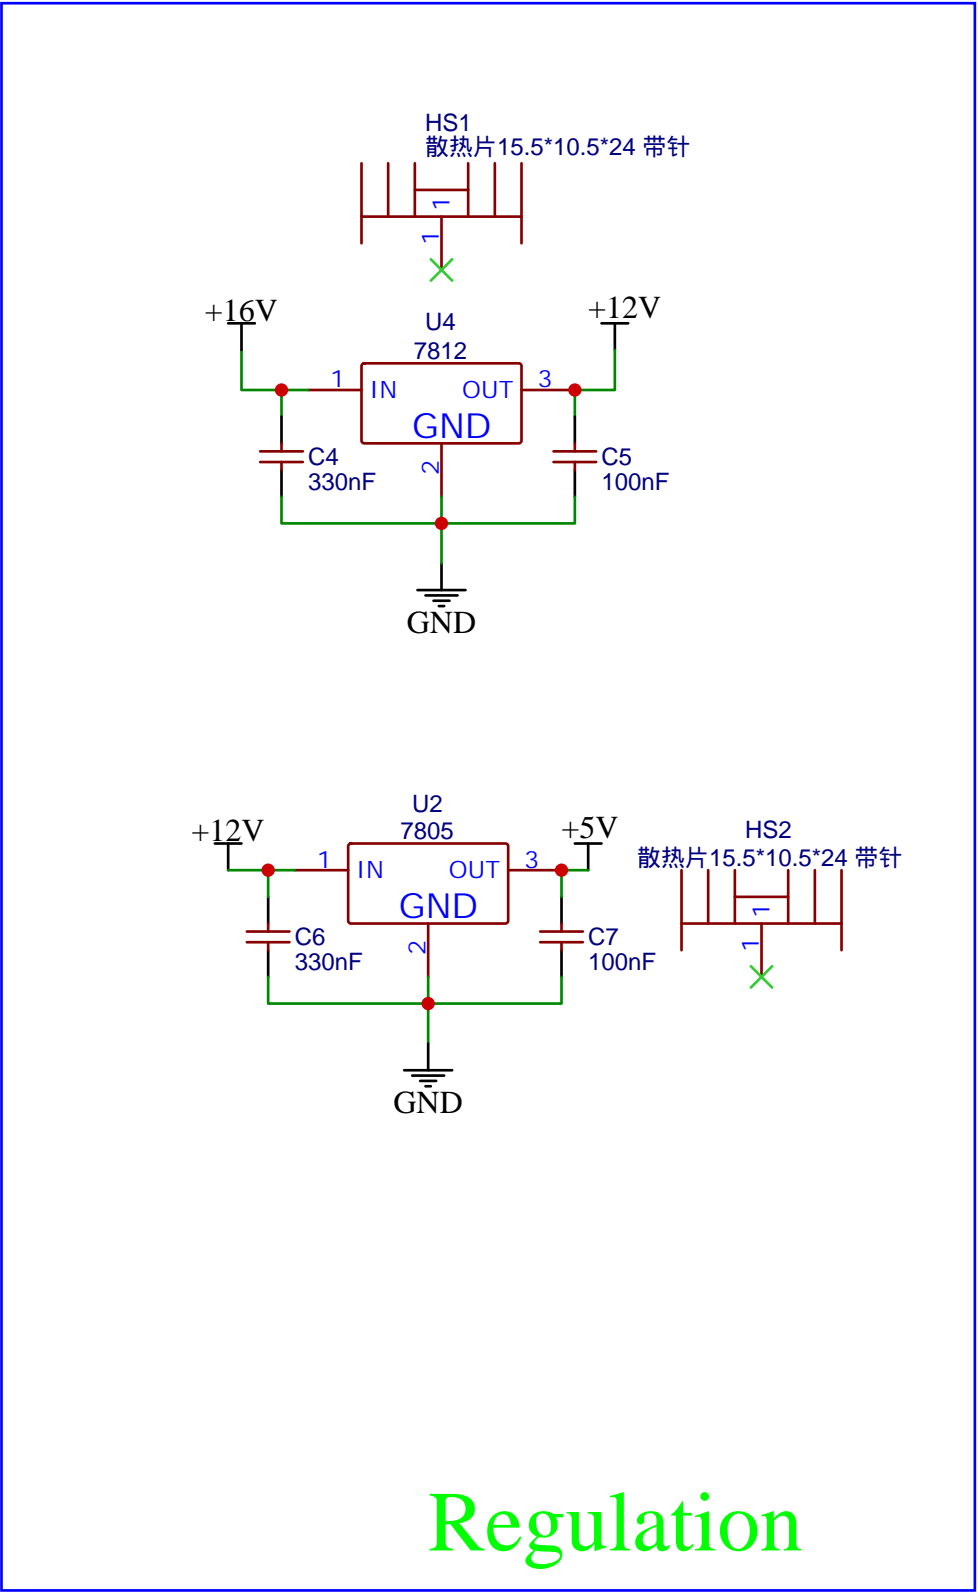 HS1
散热片15.5*10.5*24 带针
1
1
+16V
U4
+12V
7812
1
IN
OUT
3
GND
C4
330nF
2
C5
100nF
GND
U2
+12V
7805
+5V
HS2
散热片15.5*10.5*24 带针
1
IN
OUT
3
GND
1
1
C6
330nF
2
C7
100nF
GND
Regulation